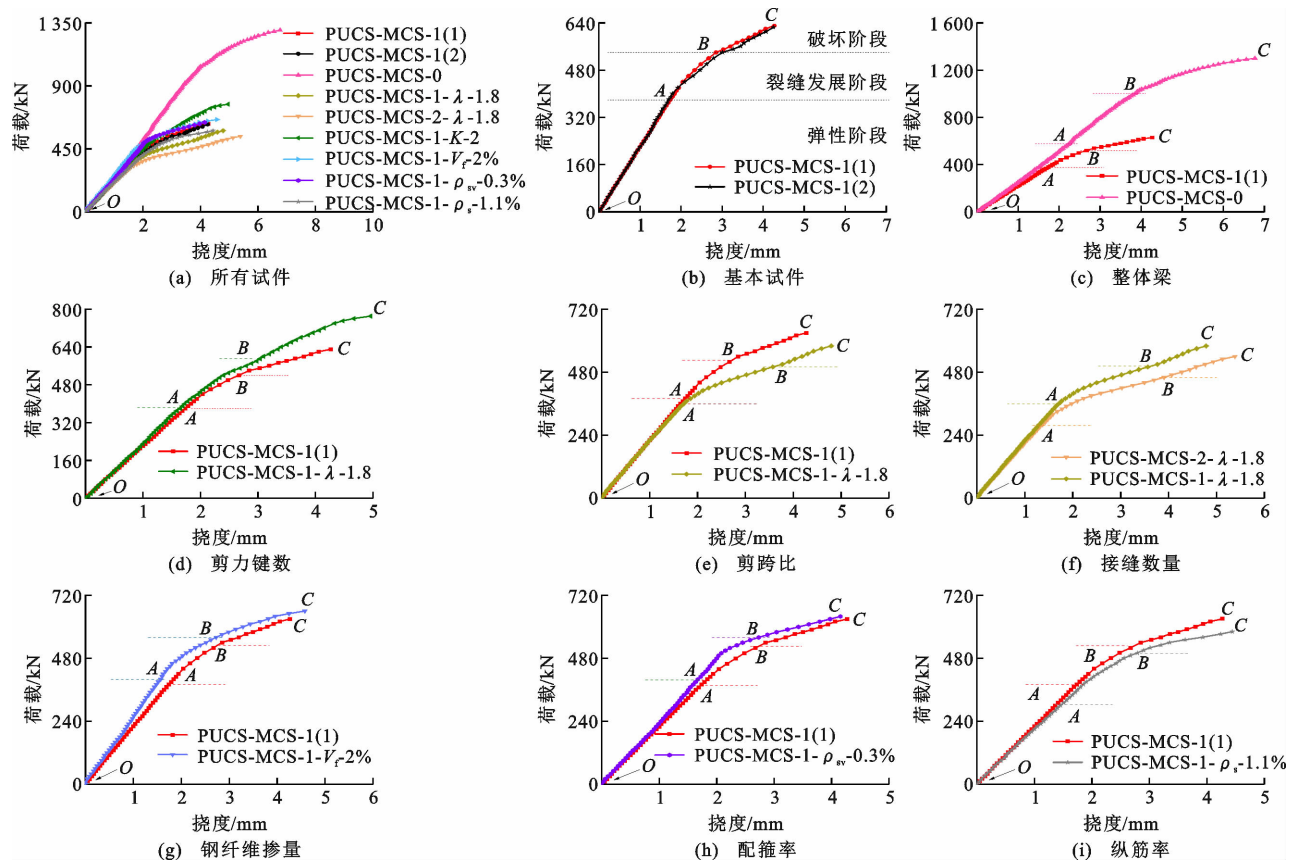 荷载/kN
1 350
900
450
0
2
4
6
8
10
O
PUCS-MCS-1(1)
PUCS-MCS-1(2)
PUCS-MCS-0
PUCS-MCS-1-λ-1.8
PUCS-MCS-2-λ-1.8
PUCS-MCS-1-K-2
PUCS-MCS-1-Vf-2%
PUCS-MCS-1-ρsv-0.3%
PUCS-MCS-1-ρs-1.1%
挠度/mm
(a) 所有试件
荷载/kN
640
480
320
160
0
1
2
3
4
5
6
7
O
A
B
C
破坏阶段
裂缝发展阶段
弹性阶段
PUCS-MCS-1(1)
PUCS-MCS-1(2)
挠度/mm
(b) 基本试件
荷载/kN
1 600
1 200
800
400
0
1
2
3
4
5
6
7
O
A
B
C
A
B
C
PUCS-MCS-1(1)
PUCS-MCS-0
挠度/mm
(c) 整体梁
荷载/kN
800
640
480
320
160
0
1
2
3
4
5
O
A
B
C
A
B
C
PUCS-MCS-1(1)
PUCS-MCS-1-λ-1.8
挠度/mm
(d) 剪力键数
荷载/kN
720
480
240
0
1
2
3
4
5
6
O
A
B
C
A
B
C
PUCS-MCS-1(1)
PUCS-MCS-1-λ-1.8
挠度/mm
(e) 剪跨比
荷载/kN
720
480
240
0
1
2
3
4
5
6
O
A
B
C
A
B
C
PUCS-MCS-2-λ-1.8
PUCS-MCS-1-λ-1.8
挠度/mm
(f) 接缝数量
荷载/kN
720
480
240
0
1
2
3
4
5
6
O
A
B
C
A
B
C
PUCS-MCS-1(1)
PUCS-MCS-1-Vf-2%
挠度/mm
(g) 钢纤维掺量
荷载/kN
720
480
240
0
1
2
3
4
5
O
A
B
C
A
B
C
PUCS-MCS-1(1)
PUCS-MCS-1-ρsv-0.3%
挠度/mm
(h) 配箍率
荷载/kN
720
480
240
0
1
2
3
4
5
O
A
B
C
A
B
C
PUCS-MCS-1(1)
PUCS-MCS-1-ρs-1.1%
挠度/mm
(i) 纵筋率